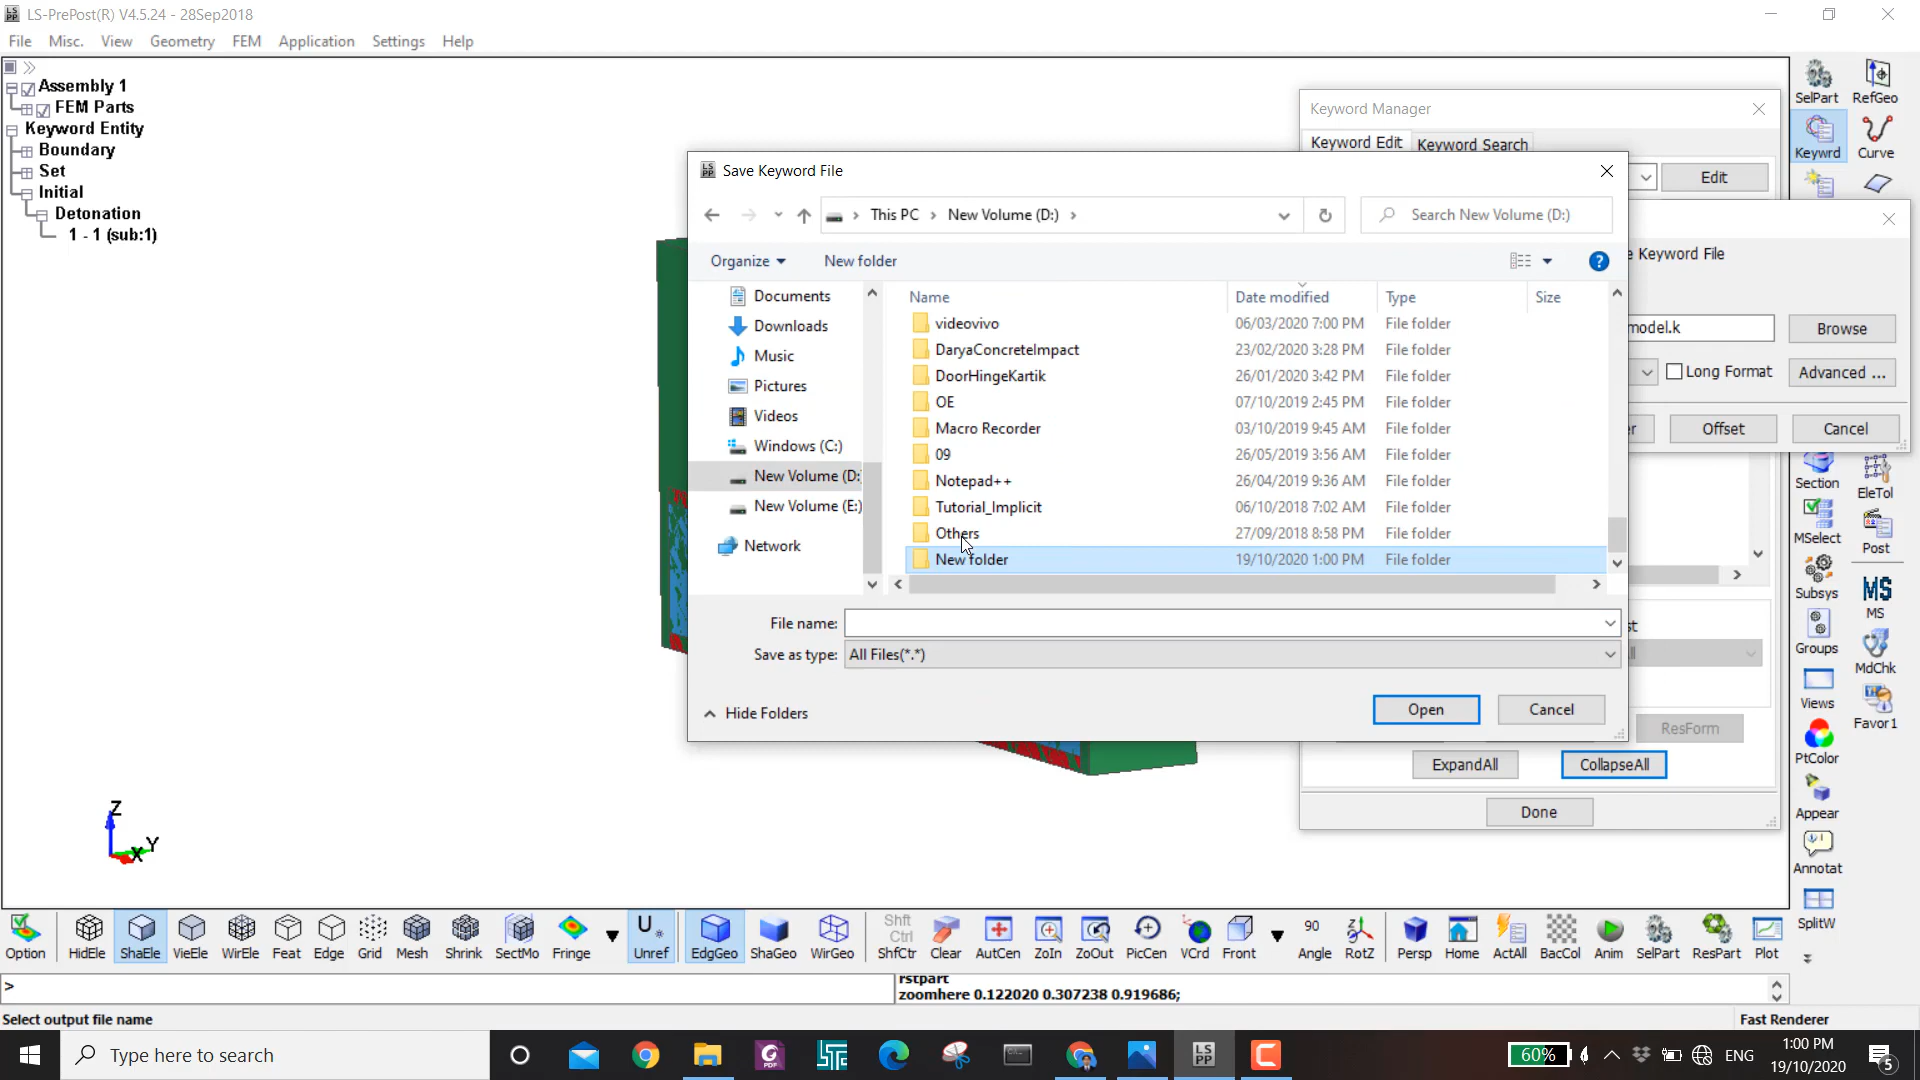 LS-PrePost(R) V4.5.24 - 28Sep2018
File Misc. View Geometry FEM Application Settings Help
Assembly 1
FEM Parts
Keyword Entity
Boundary
Set
Initial
Detonation
1 - 1 (sub:1)
Keyword Manager
Keyword Edit Keyword Search
Edit
Keyword File
model.k Browse
Long Format Advanced ...
er Offset Cancel
ResForm
ExpandAll CollapseAll
Done
Save Keyword File
This PC New Volume (D:) Search New Volume (D:)
Organize New folder
Documents
Downloads
Music
Pictures
Videos
Windows (C:)
New Volume (D:
New Volume (E:)
Network
Name Date modified Type Size
videovivo 06/03/2020 7:00 PM File folder
DaryaConcreteImpact 23/02/2020 3:28 PM File folder
DoorHingeKartik 26/01/2020 3:42 PM File folder
OE 07/10/2019 2:45 PM File folder
Macro Recorder 03/10/2019 9:45 AM File folder
09 26/05/2019 3:56 AM File folder
Notepad++ 26/04/2019 9:36 AM File folder
Tutorial_Implicit 06/10/2018 7:02 AM File folder
Others 27/09/2018 8:58 PM File folder
New folder 19/10/2020 1:00 PM File folder
File name:
Save as type: All Files(*.*)
Hide Folders Open Cancel
SelPart RefGeo
Keywrd Curve
Section EleTol
MSelect Post
Subsys MS
MS
Groups MdChk
Views Favor1
PtColor
Appear
Annotat
SplitW
Z
Y
X
Option HidEle ShaEle VieEle WirEle Feat Edge Grid Mesh Shrink SectMo Fringe U Unref EdgGeo ShaGeo WirGeo Shft Ctrl ShfCtr Clear AutCen ZoIn ZoOut PicCen VCrd Front 90 Angle RotZ Persp Home ActAll BacCol Anim SelPart ResPart Plot
>
rstpart
zoomhere 0.122020 0.307238 0.919686;
Select output file name Fast Renderer
Type here to search
60% ENG 1:00 PM
19/10/2020
5